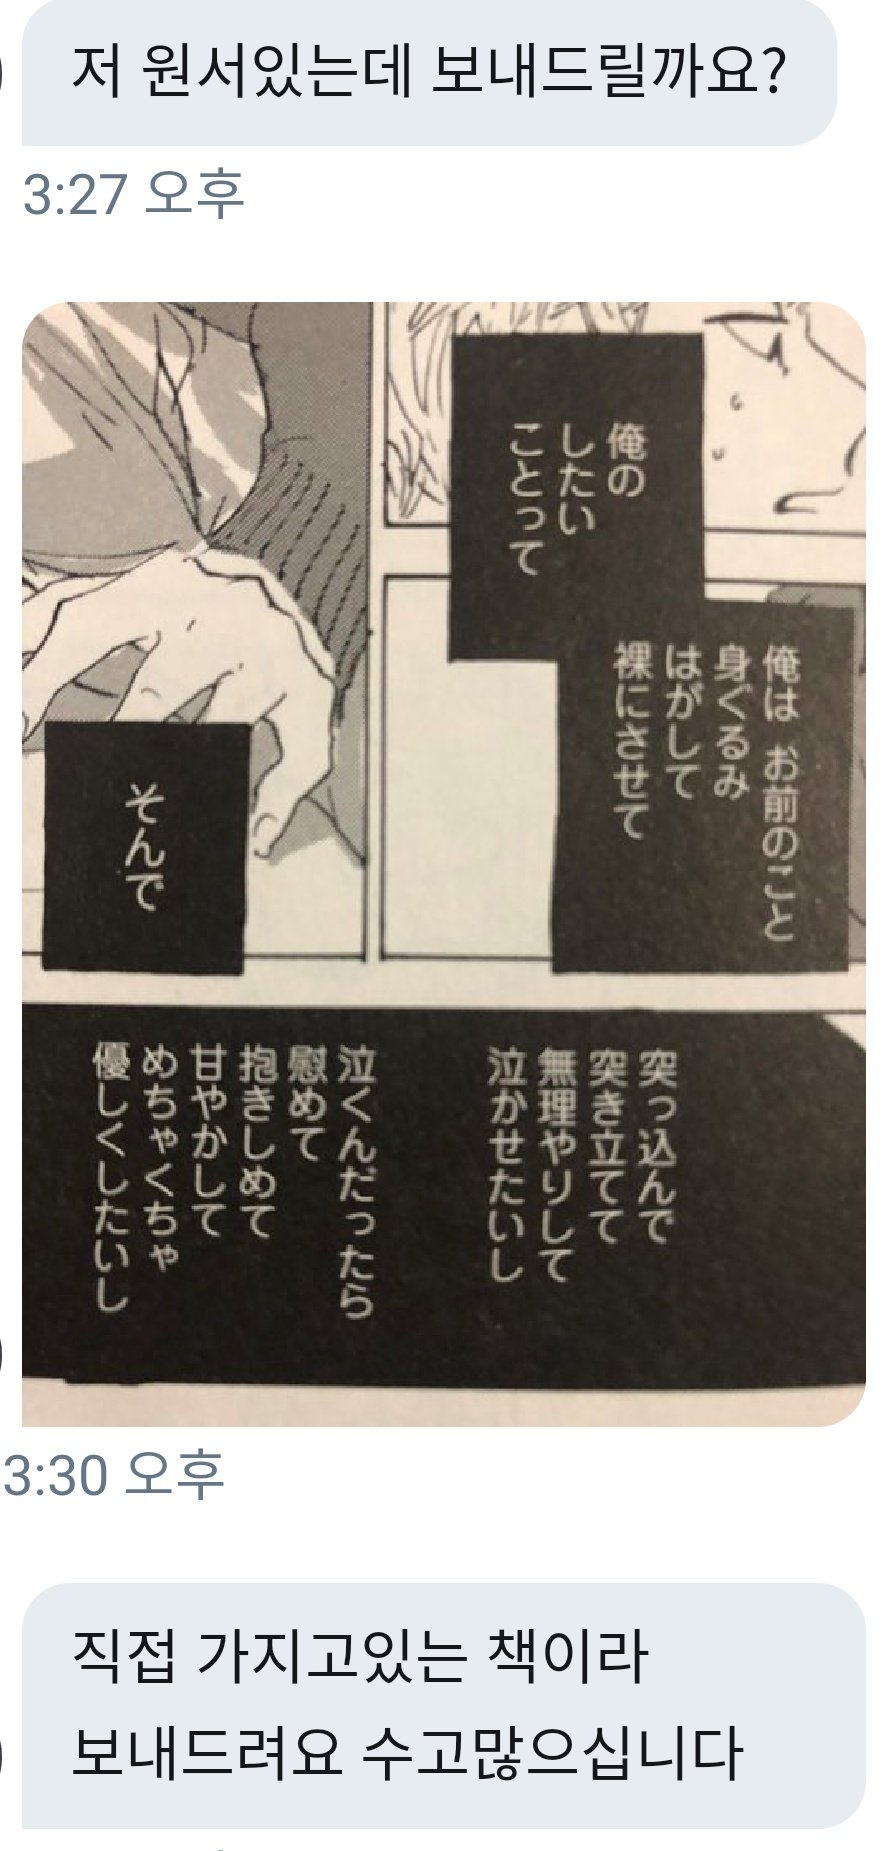 저 원서있는데 보내드릴까요?
3:27 오후
俺の
したい
ことって
俺は お前のこと
身ぐるみ
はがして
裸にさせて
そんで
突っ込んで
突き立てて
無理やりして
泣かせたいし
泣くんだったら
慰めて
抱きしめて
甘やかして
めちゃくちゃ
優しくしたいし
3:30 오후
직접 가지고있는 책이라
보내드려요 수고많으십니다